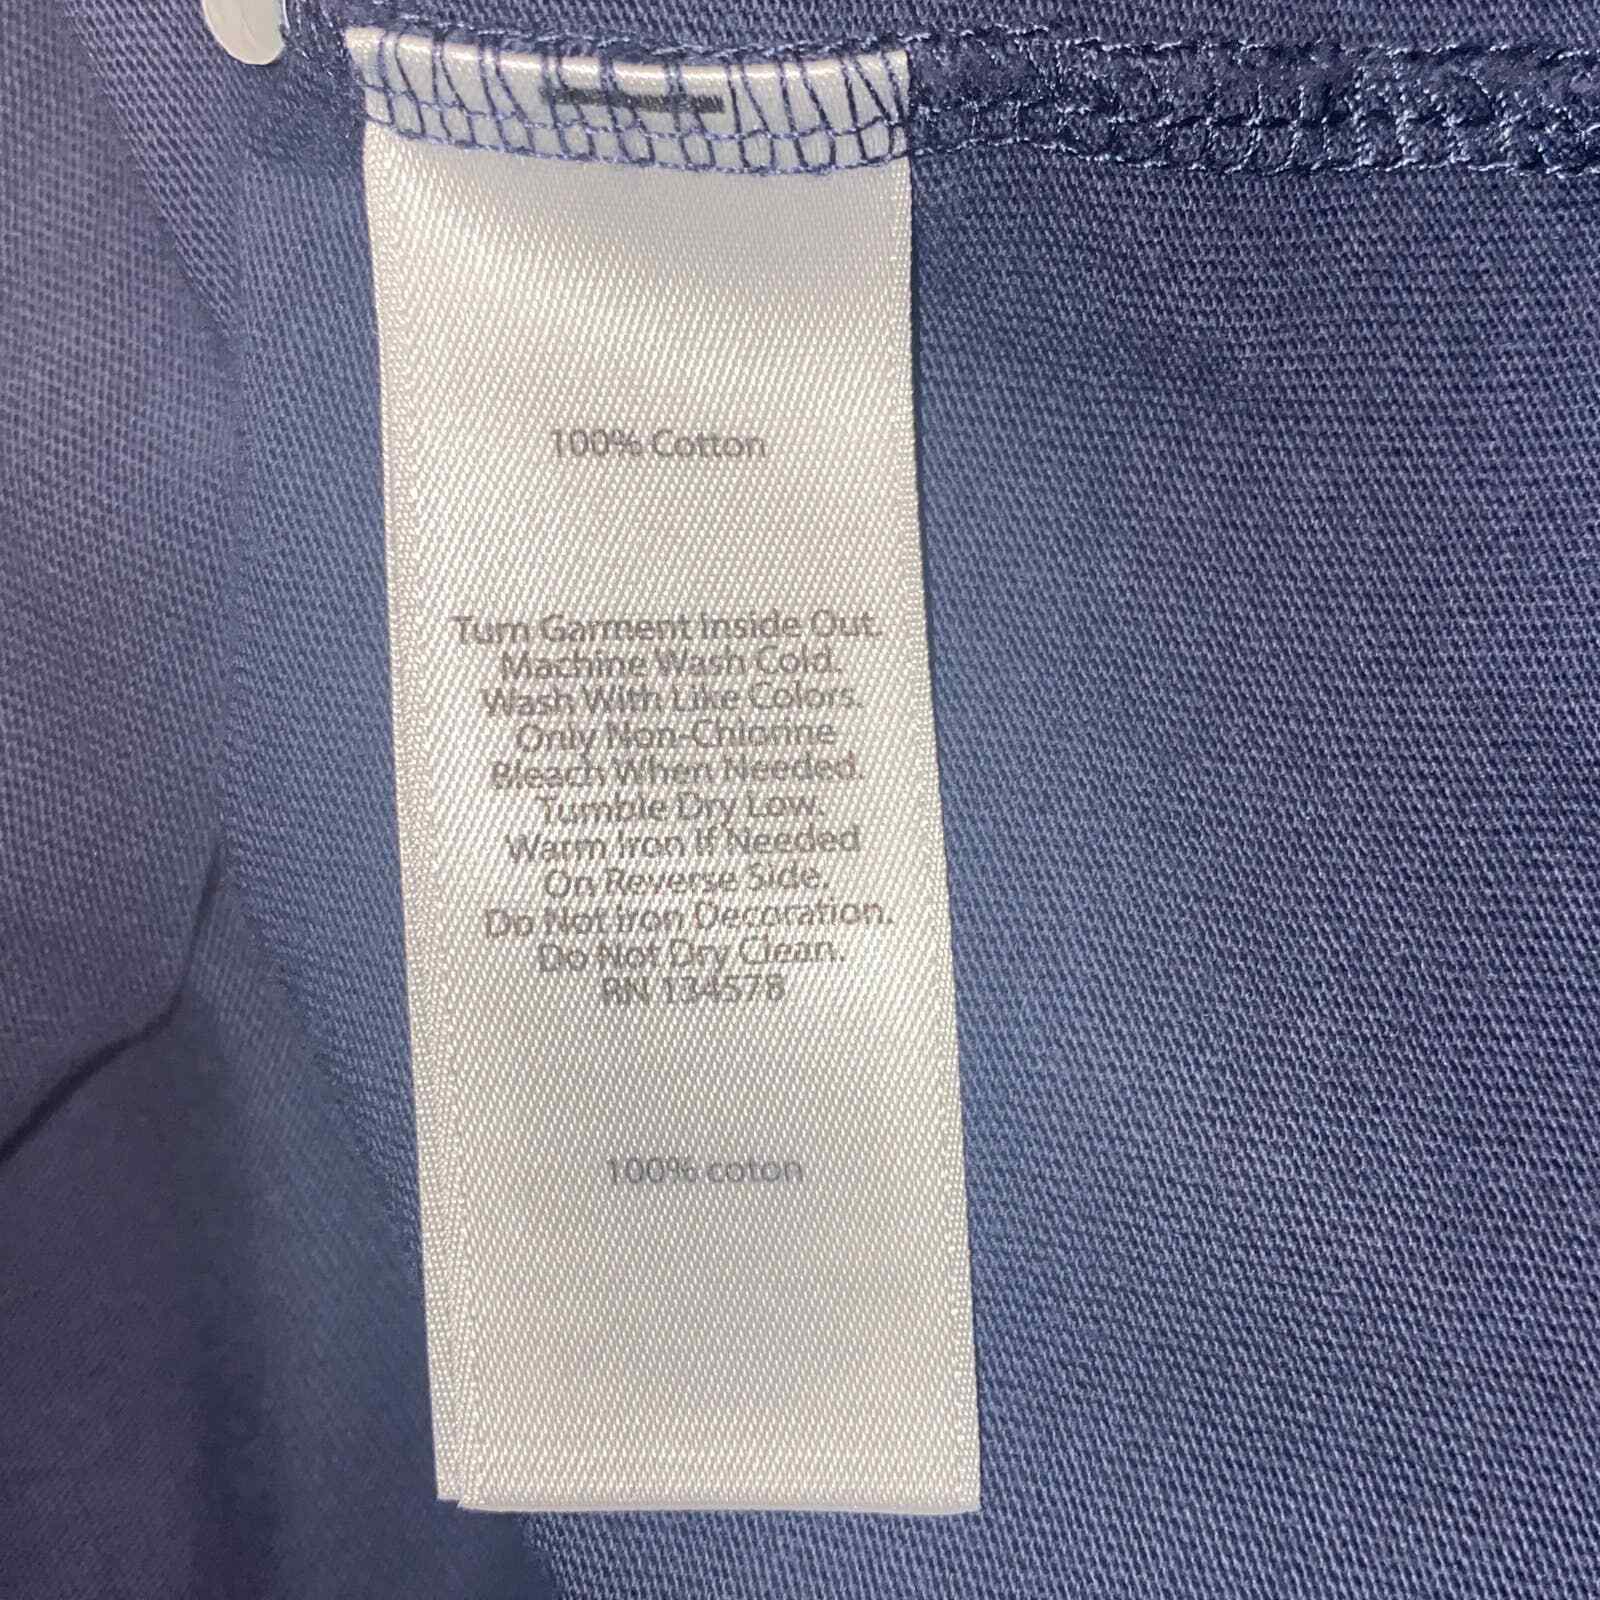 100% Cotton
Turn Garment Inside Out.
Machine Wash Cold.
Wash With Like Colors.
Only Non-Chlorine
Bleach When Needed.
Tumble Dry Low.
Warm Iron If Needed
On Reverse Side.
Do Not Iron Decoration.
Do Not Dry Clean.
RN 134578
100% coton